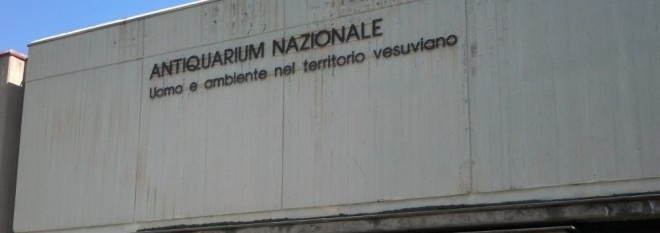 ANTIQUARIUM NAZIONALE
Uomo e ambiente nel territorio vesuviano